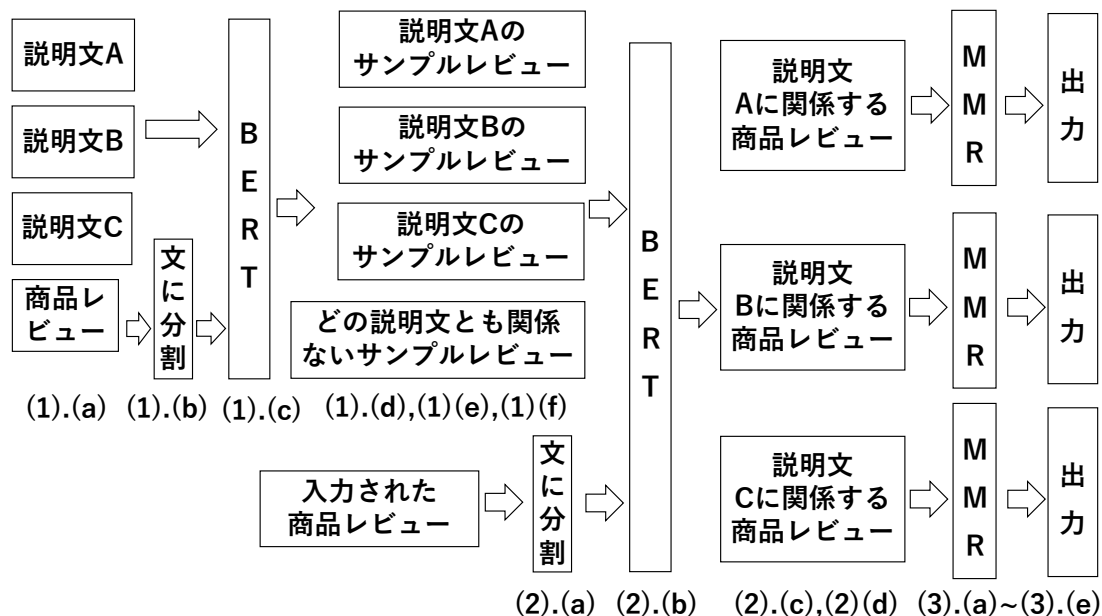 説明文A
説明文B
説明文C
商品レ
ビュー
文に分割
BERT
説明文Aの
サンプルレビュー
説明文Bの
サンプルレビュー
説明文Cの
サンプルレビュー
どの説明文とも関係
ないサンプルレビュー
(1).(a)
(1).(b)
(1).(c)
(1).(d),(1)(e),(1)(f)
入力された
商品レビュー
文に分割
BERT
説明文
Aに関係する
商品レビュー
MMR
出力
説明文
Bに関係する
商品レビュー
MMR
出力
説明文
Cに関係する
商品レビュー
MMR
出力
(2).(a)
(2).(b)
(2).(c),(2)(d)
(3).(a)~(3).(e)